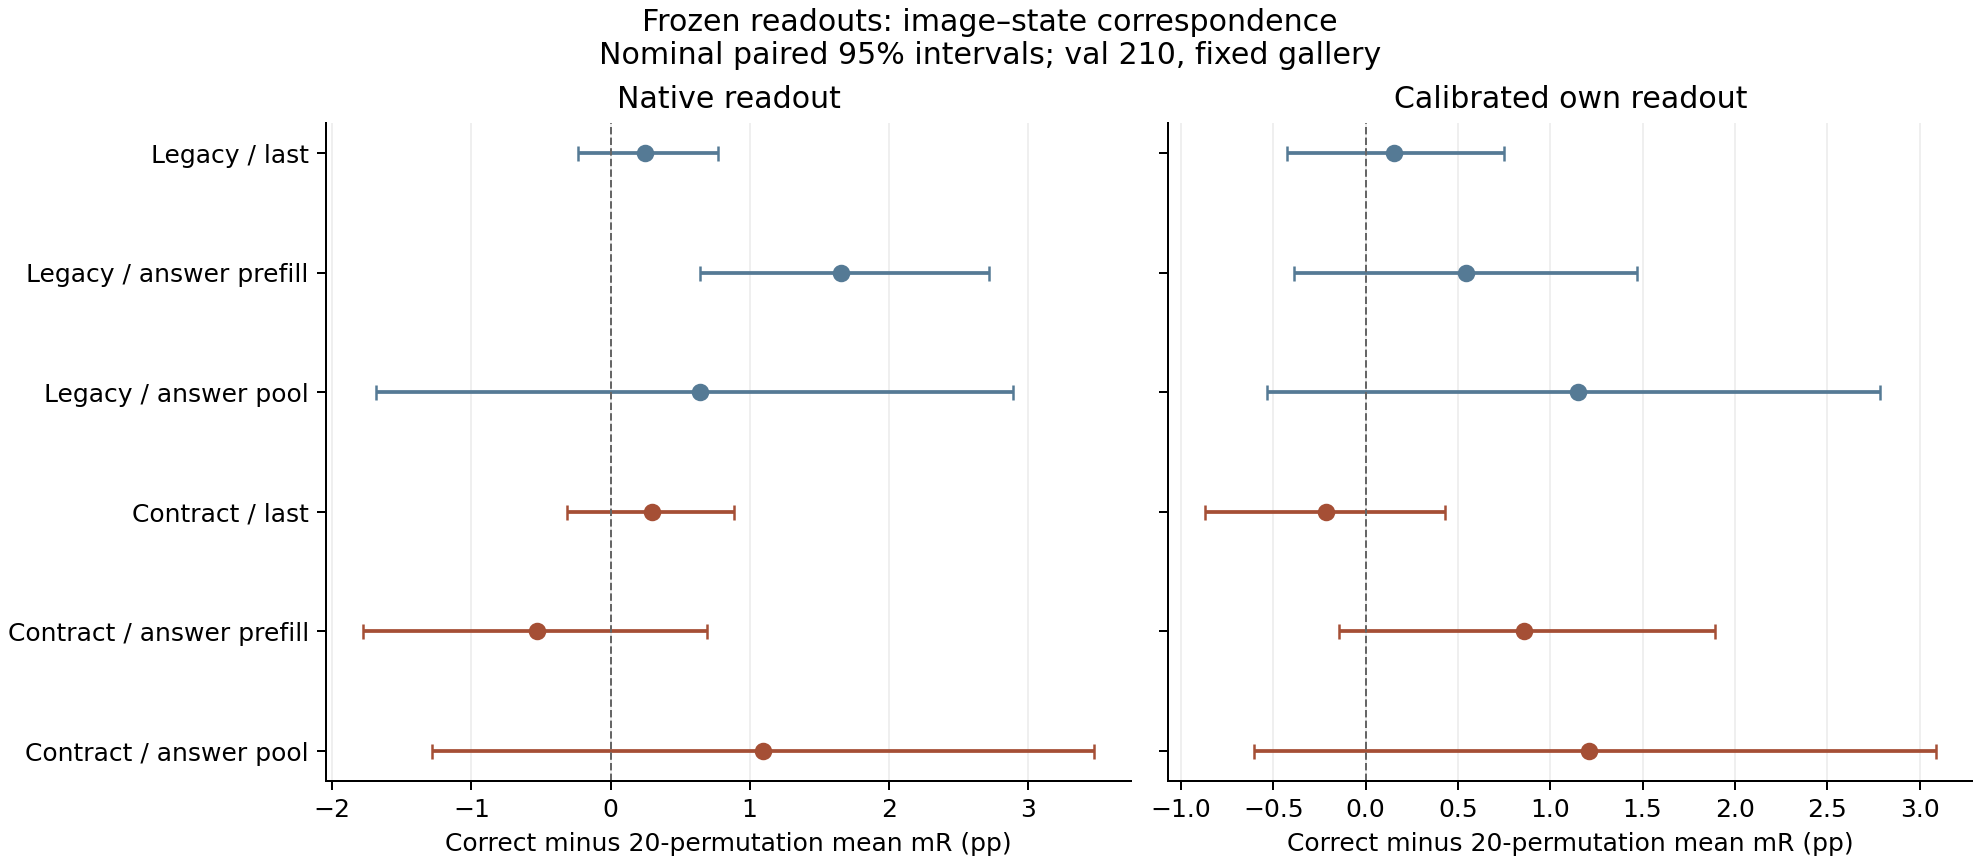 Frozen readouts: image–state correspondence
Nominal paired 95% intervals; val 210, fixed gallery
Native readout
Calibrated own readout
Legacy / last
Legacy / answer prefill
Legacy / answer pool
Contract / last
Contract / answer prefill
Contract / answer pool
−2 −1 0 1 2 3
−1.0 −0.5 0.0 0.5 1.0 1.5 2.0 2.5 3.0
Correct minus 20-permutation mean mR (pp)
Correct minus 20-permutation mean mR (pp)